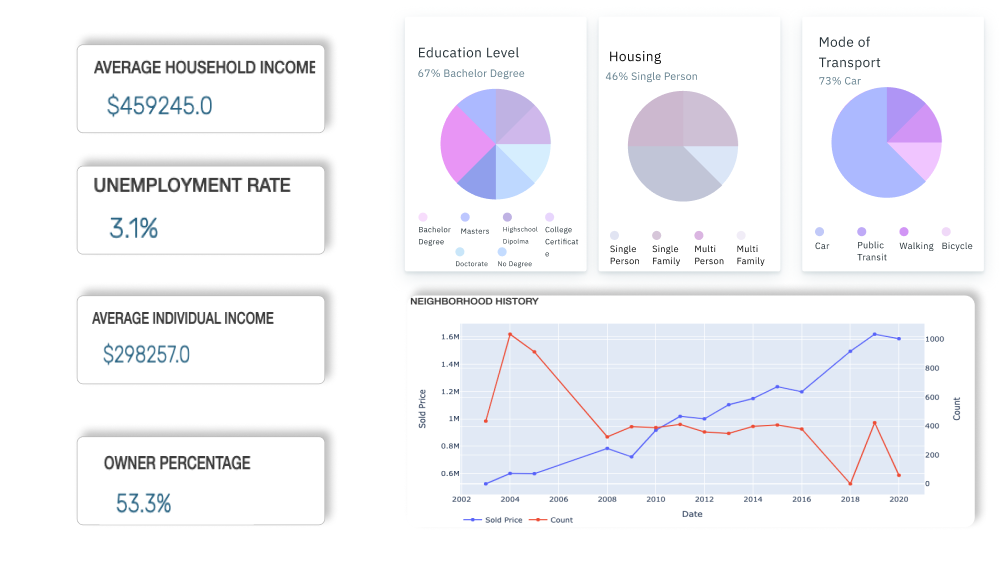 AVERAGE HOUSEHOLD INCOME
$459245.0
UNEMPLOYMENT RATE
3.1%
AVERAGE INDIVIDUAL INCOME
$298257.0
OWNER PERCENTAGE
53.3%
Education Level
67% Bachelor Degree
Bachelor
Degree
Masters
Highschool
Dipolma
College
Certificat
e
Doctorate
No Degree
Housing
46% Single Person
Single
Person
Single
Family
Multi
Person
Multi
Family
Mode of
Transport
73% Car
Car
Public
Transit
Walking
Bicycle
NEIGHBORHOOD HISTORY
Sold Price
1.6M
1.4M
1.2M
1M
0.8M
0.6M
1000
800
600
400
200
0
Count
2002 2004 2006 2008 2010 2012 2014 2016 2018 2020
Date
Sold Price Count